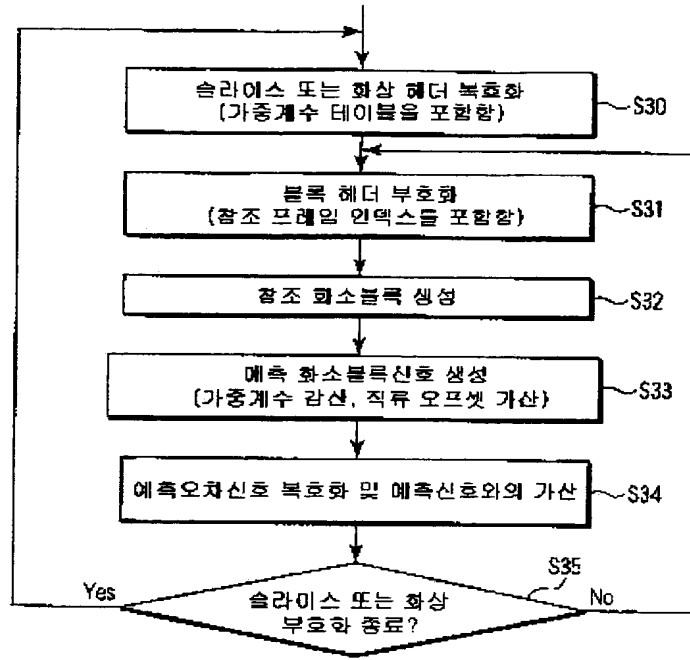 슬라이스 또는 화상 헤더 복호화
(가중계수 테이블을 포함함)
S30
블록 헤더 부호화
(참조 프레임 인덱스를 포함함)
S31
참조 화소블록 생성
S32
예측 화소블록신호 생성
(가중계수 감산, 직류 오프셋 가산)
S33
예측오차신호 복호화 및 예측신호와의 가산
S34
S35
Yes
슬라이스 또는 화상
부호화 종료?
No